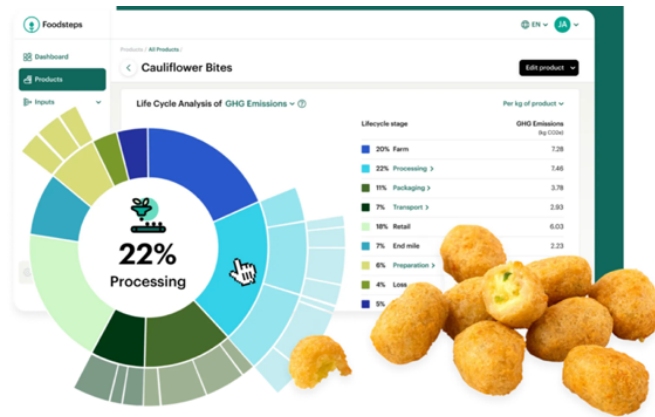 Foodsteps
EN
JA
Dashboard
Products / All Products /
Products
Cauliflower Bites
Edit product
Inputs
Life Cycle Analysis of GHG Emissions
Per kg of product
Lifecycle stage
GHG Emissions
(kg CO2e)
20% Farm 7.28
22% Processing > 7.46
11% Packaging > 3.78
7% Transport > 2.93
18% Retail 6.03
7% End mile 2.23
6% Preparation >
4% Loss
5%
22%
Processing